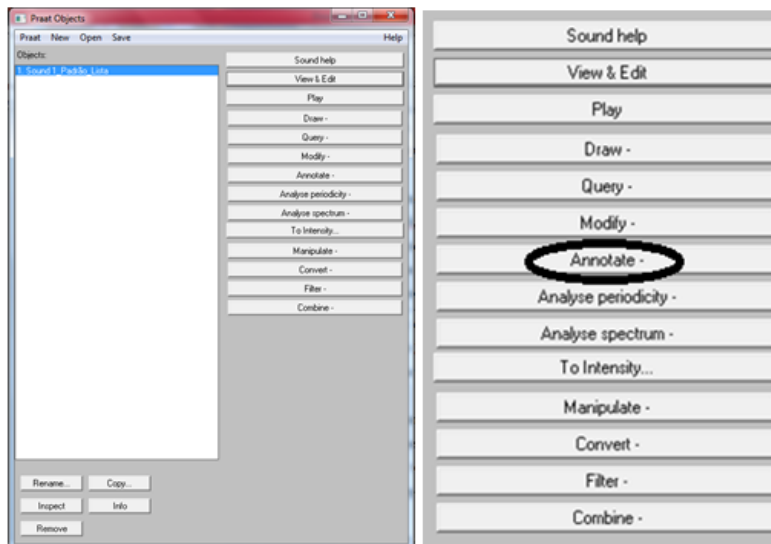 Praat Objects
Praat New Open Save Help
Objects:
1. Sound 1_Padrão_Lista
Sound help
View & Edit
Play
Draw -
Query -
Modify -
Annotate -
Analyse periodicity -
Analyse spectrum -
To Intensity...
Manipulate -
Convert -
Filter -
Combine -
Rename... Copy...
Inspect Info
Remove
Sound help
View & Edit
Play
Draw -
Query -
Modify -
Annotate -
Analyse periodicity -
Analyse spectrum -
To Intensity...
Manipulate -
Convert -
Filter -
Combine -